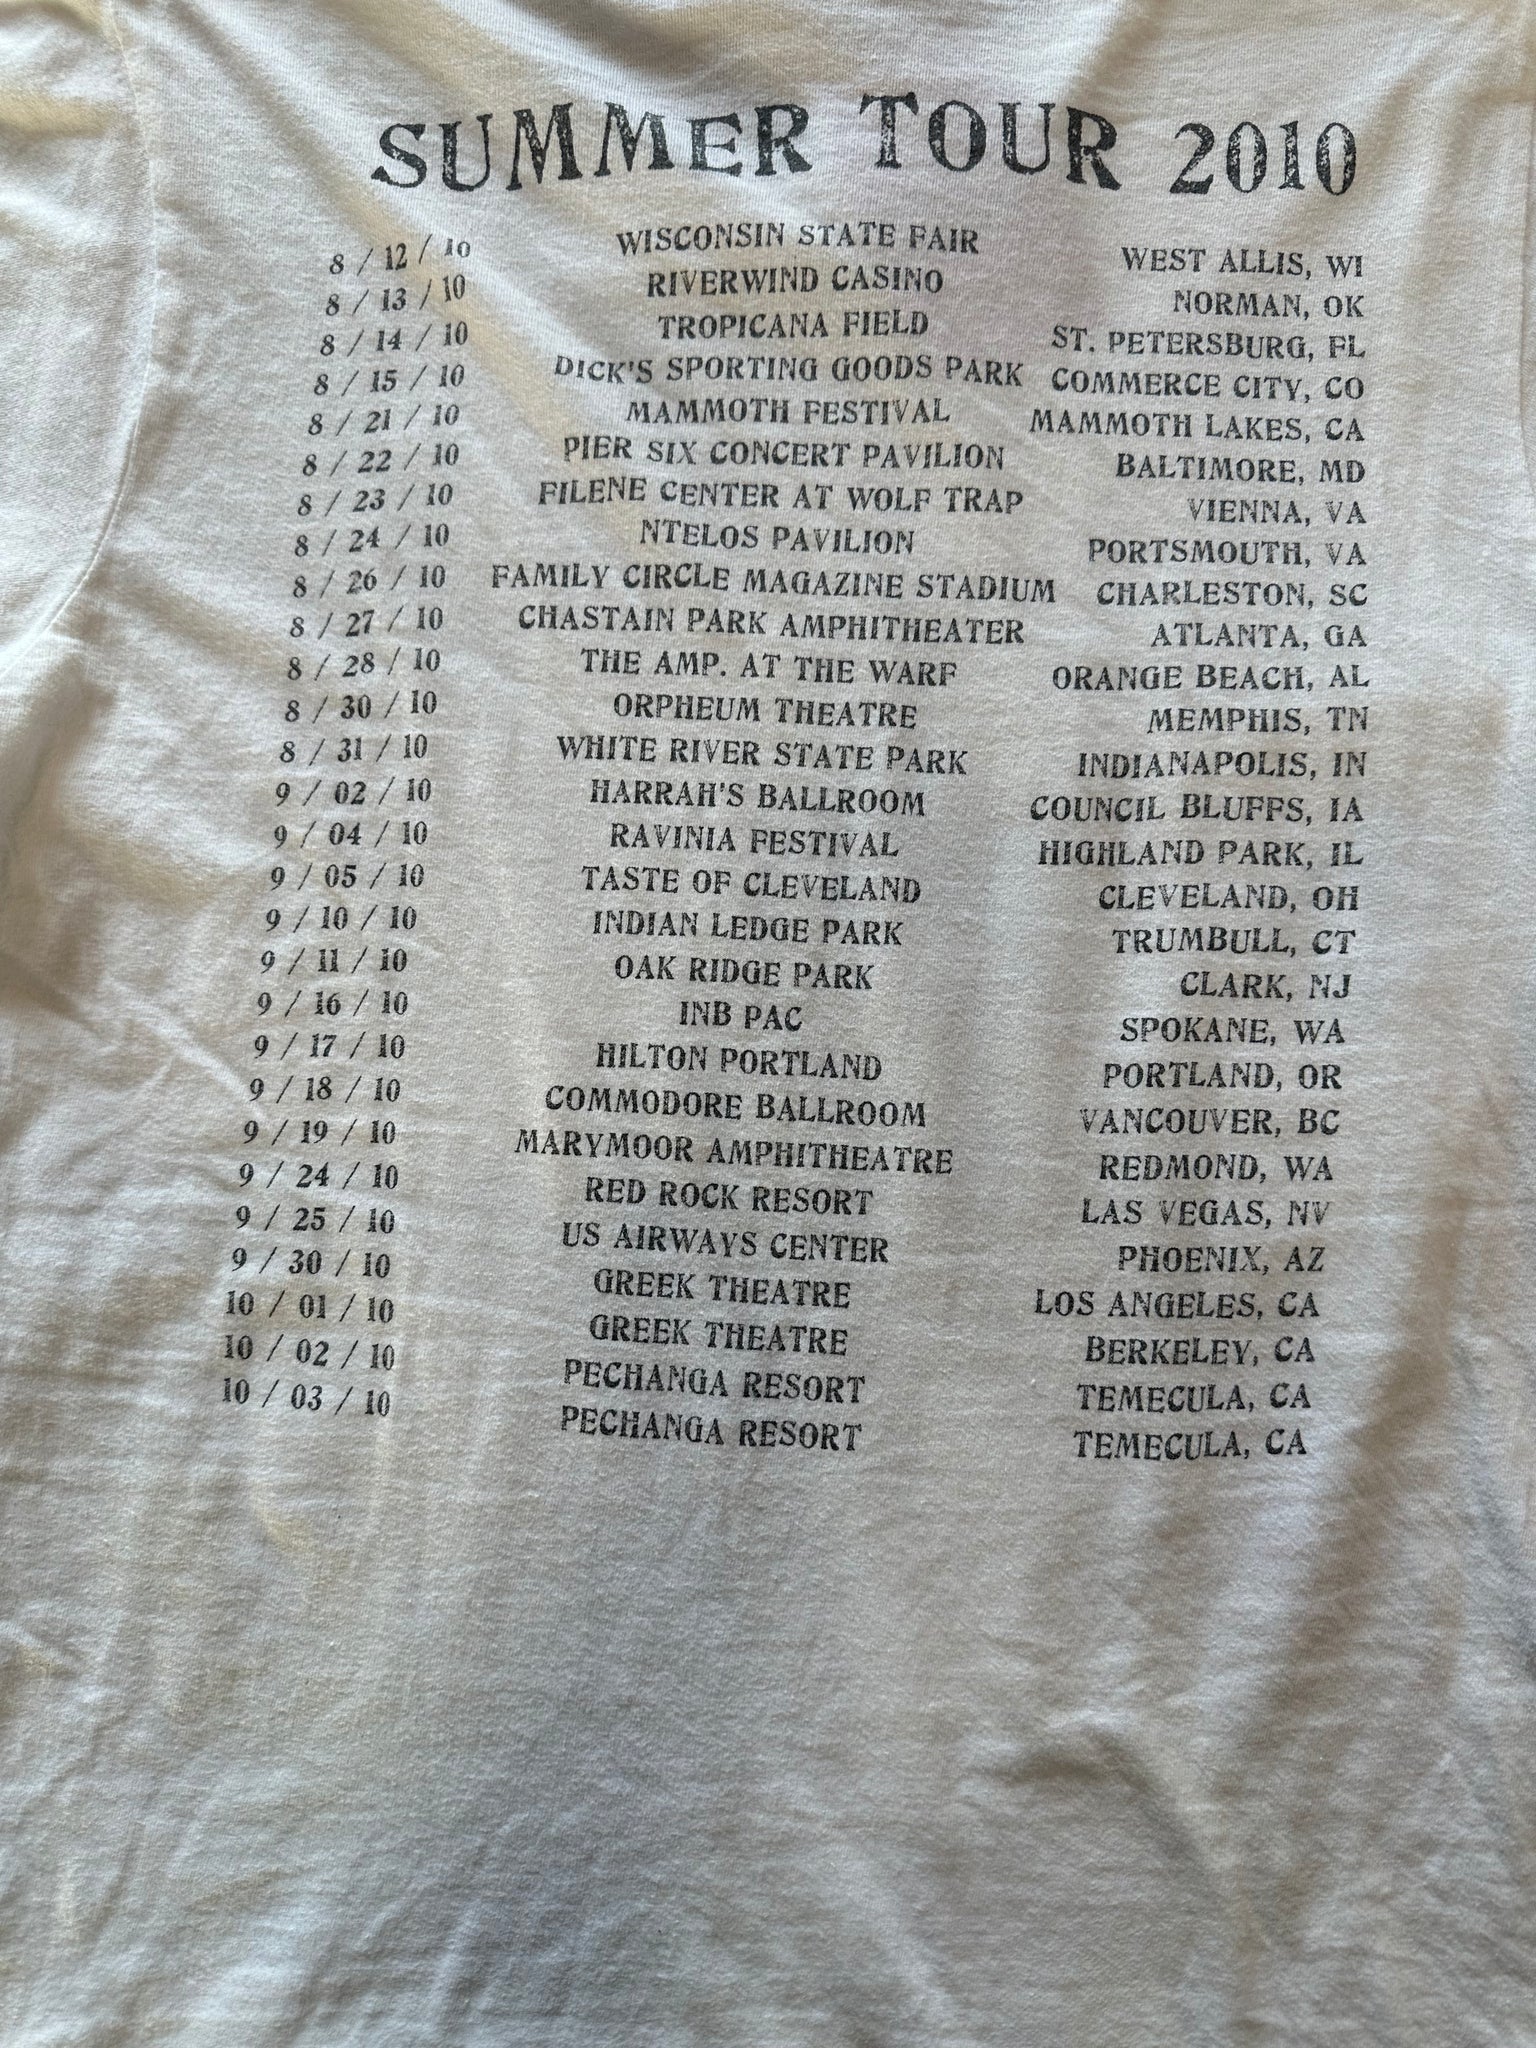 SUMMER TOUR 2010
8 / 12 / 10 WISCONSIN STATE FAIR WEST ALLIS, WI
8 / 13 / 10 RIVERWIND CASINO NORMAN, OK
8 / 14 / 10 TROPICANA FIELD ST. PETERSBURG, FL
8 / 15 / 10 DICK'S SPORTING GOODS PARK COMMERCE CITY, CO
8 / 21 / 10 MAMMOTH FESTIVAL MAMMOTH LAKES, CA
8 / 22 / 10 PIER SIX CONCERT PAVILION BALTIMORE, MD
8 / 23 / 10 FILENE CENTER AT WOLF TRAP VIENNA, VA
8 / 24 / 10 NTELOS PAVILION PORTSMOUTH, VA
8 / 26 / 10 FAMILY CIRCLE MAGAZINE STADIUM CHARLESTON, SC
8 / 27 / 10 CHASTAIN PARK AMPHITHEATER ATLANTA, GA
8 / 28 / 10 THE AMP. AT THE WARF ORANGE BEACH, AL
8 / 30 / 10 ORPHEUM THEATRE MEMPHIS, TN
8 / 31 / 10 WHITE RIVER STATE PARK INDIANAPOLIS, IN
9 / 02 / 10 HARRAH'S BALLROOM COUNCIL BLUFFS, IA
9 / 04 / 10 RAVINIA FESTIVAL HIGHLAND PARK, IL
9 / 05 / 10 TASTE OF CLEVELAND CLEVELAND, OH
9 / 10 / 10 INDIAN LEDGE PARK TRUMBULL, CT
9 / 11 / 10 OAK RIDGE PARK CLARK, NJ
9 / 16 / 10 INB PAC SPOKANE, WA
9 / 17 / 10 HILTON PORTLAND PORTLAND, OR
9 / 18 / 10 COMMODORE BALLROOM VANCOUVER, BC
9 / 19 / 10 MARYMOOR AMPHITHEATRE REDMOND, WA
9 / 24 / 10 RED ROCK RESORT LAS VEGAS, NV
9 / 25 / 10 US AIRWAYS CENTER PHOENIX, AZ
9 / 30 / 10 GREEK THEATRE LOS ANGELES, CA
10 / 01 / 10 GREEK THEATRE BERKELEY, CA
10 / 02 / 10 PECHANGA RESORT TEMECULA, CA
10 / 03 / 10 PECHANGA RESORT TEMECULA, CA